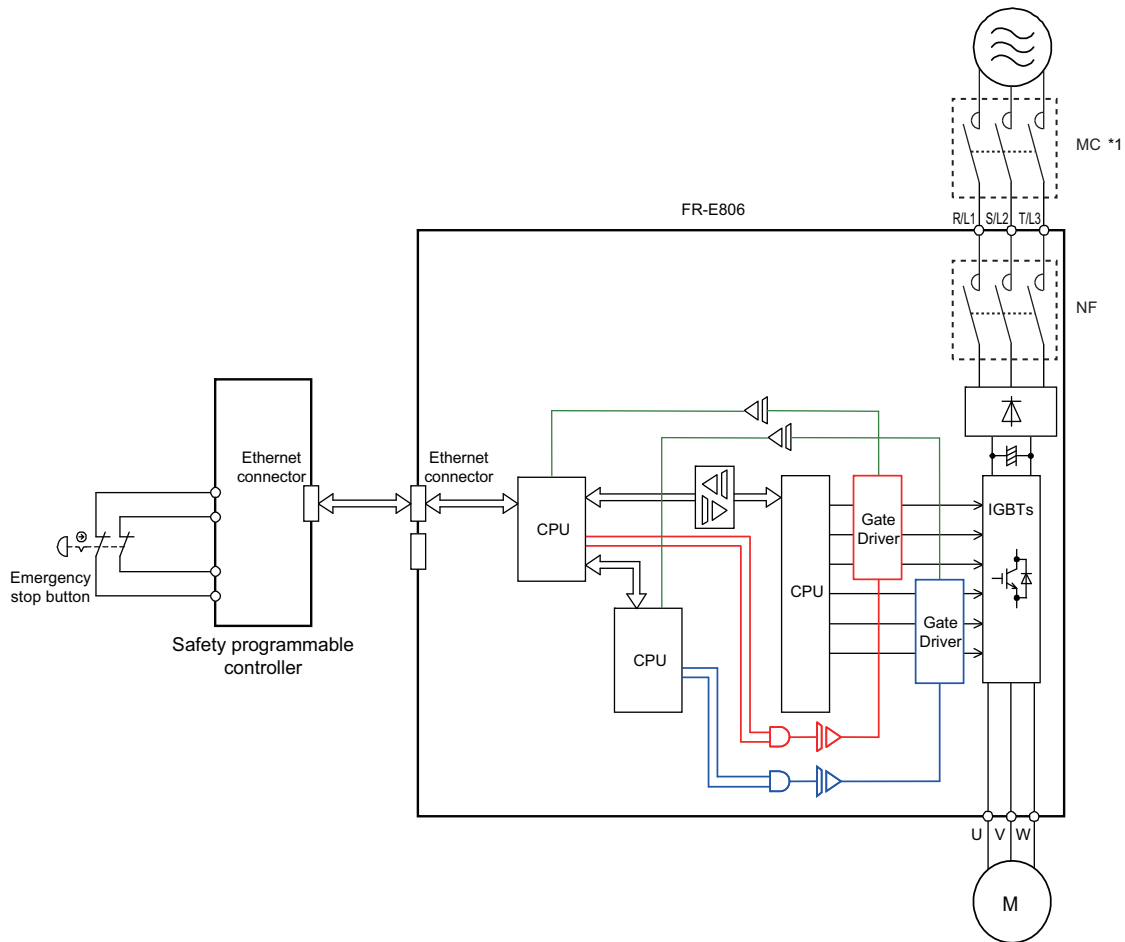 MC *1
FR-E806
R/L1 S/L2 T/L3
NF
Ethernet
connector
Ethernet
connector
CPU
Gate
Driver
IGBTs
Emergency
stop button
CPU
Gate
Driver
Safety programmable
controller
CPU
U V W
M